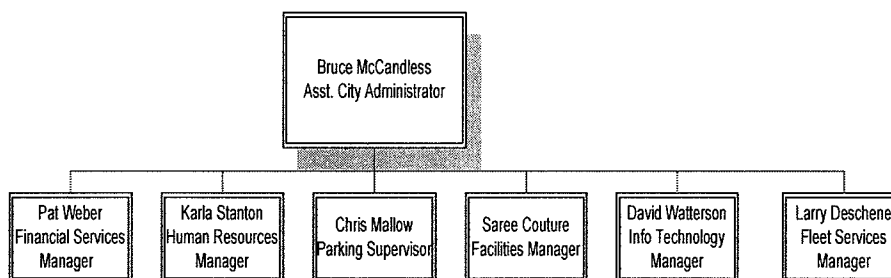 Bruce McCandless
Asst. City Administrator
Pat Weber
Financial Services
Manager
Karla Stanton
Human Resources
Manager
Chris Mallow
Parking Supervisor
Saree Couture
Facilities Manager
David Watterson
Info Technology
Manager
Larry Deschene
Fleet Services
Manager